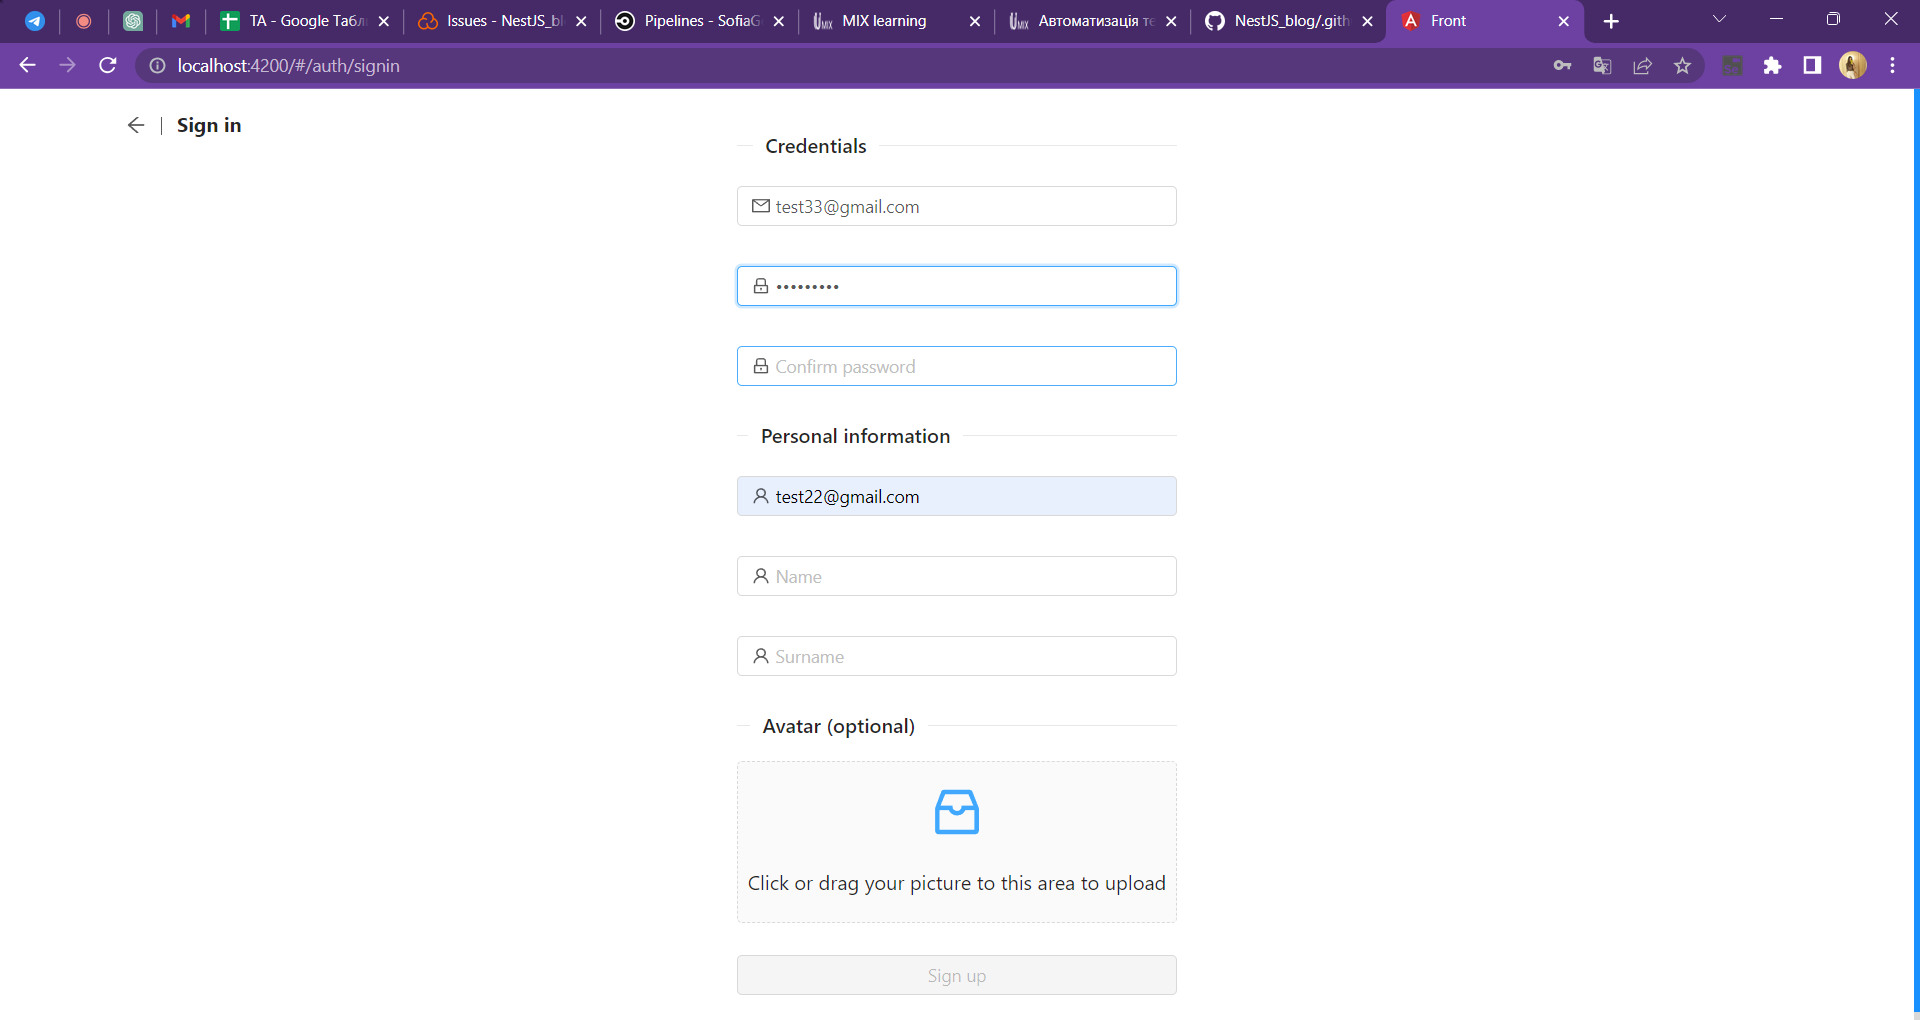 TA - Google Табл
Issues - NestJS_bl
Pipelines - SofiaG
MIX learning
Автоматизація те
NestJS_blog/.gith
Front
localhost:4200/#/auth/signin
Sign in
Credentials
test33@gmail.com
•••••••••
Confirm password
Personal information
test22@gmail.com
Name
Surname
Avatar (optional)
Click or drag your picture to this area to upload
Sign up